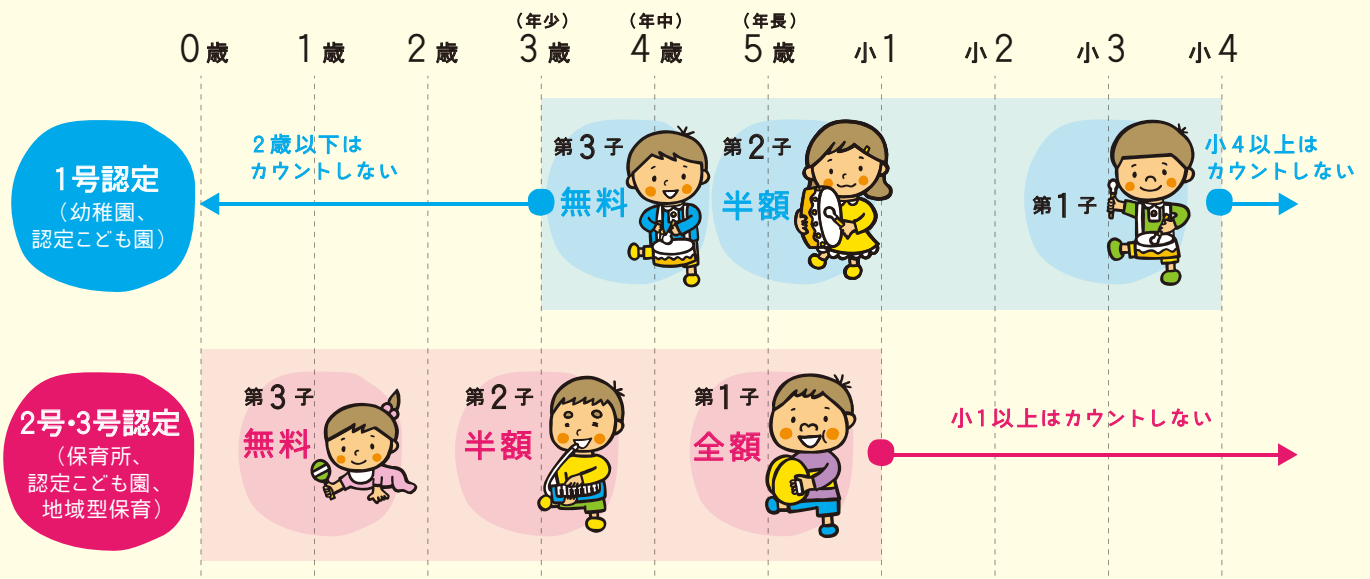 (年少) (年中) (年長)
0歳 1歳 2歳 3歳 4歳 5歳 小1 小2 小3 小4
1号認定
(幼稚園、
認定こども園)
2歳以下は
カウントしない
第3子
無料
第2子
半額
第1子
小4以上は
カウントしない
2号・3号認定
(保育所、
認定こども園、
地域型保育)
第3子
無料
第2子
半額
第1子
全額
小1以上はカウントしない